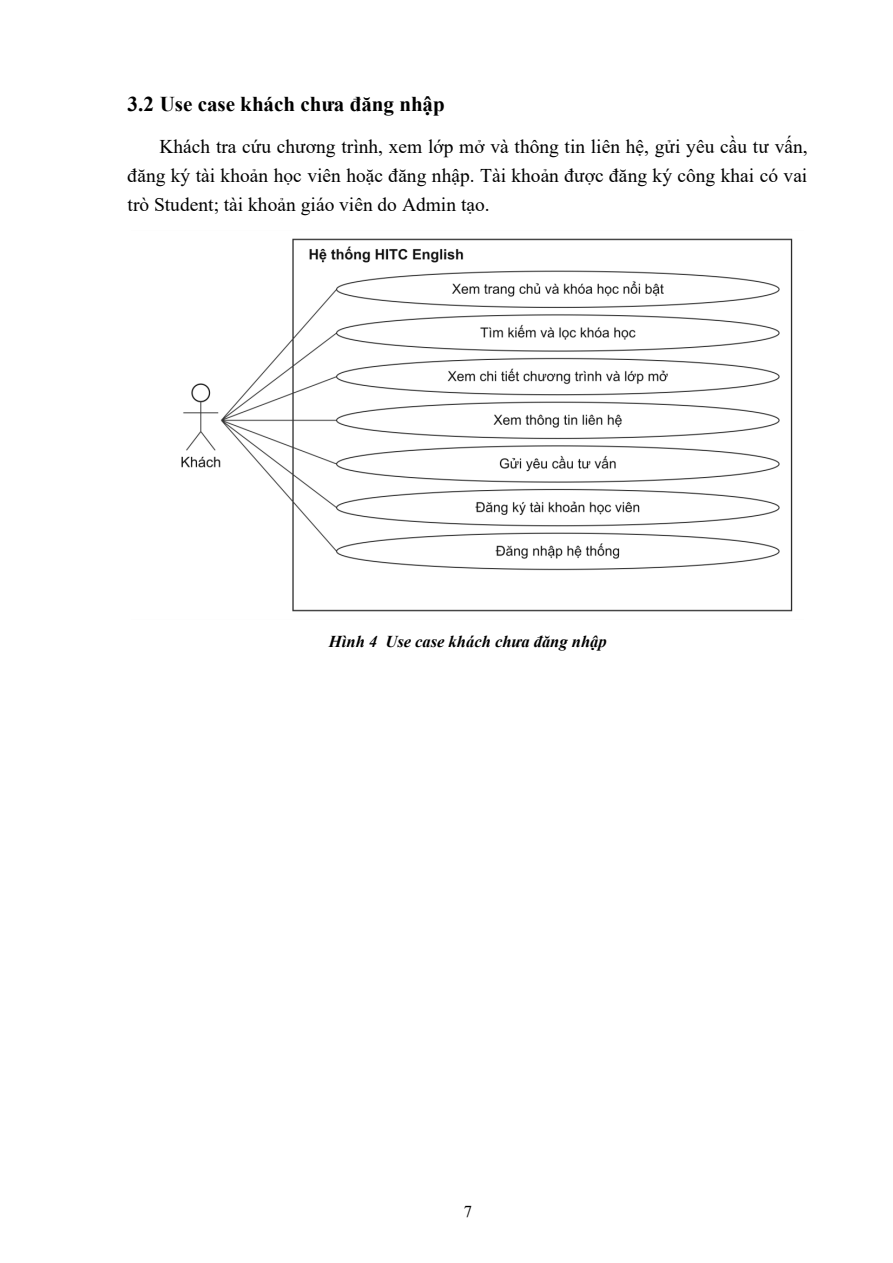 3.2 Use case khách chưa đăng nhập
Khách tra cứu chương trình, xem lớp mở và thông tin liên hệ, gửi yêu cầu tư vấn,
đăng ký tài khoản học viên hoặc đăng nhập. Tài khoản được đăng ký công khai có vai
trò Student; tài khoản giáo viên do Admin tạo.
Hệ thống HITC English
Xem trang chủ và khóa học nổi bật
Tìm kiếm và lọc khóa học
Xem chi tiết chương trình và lớp mở
Xem thông tin liên hệ
Khách
Gửi yêu cầu tư vấn
Đăng ký tài khoản học viên
Đăng nhập hệ thống
Hình 4  Use case khách chưa đăng nhập
7